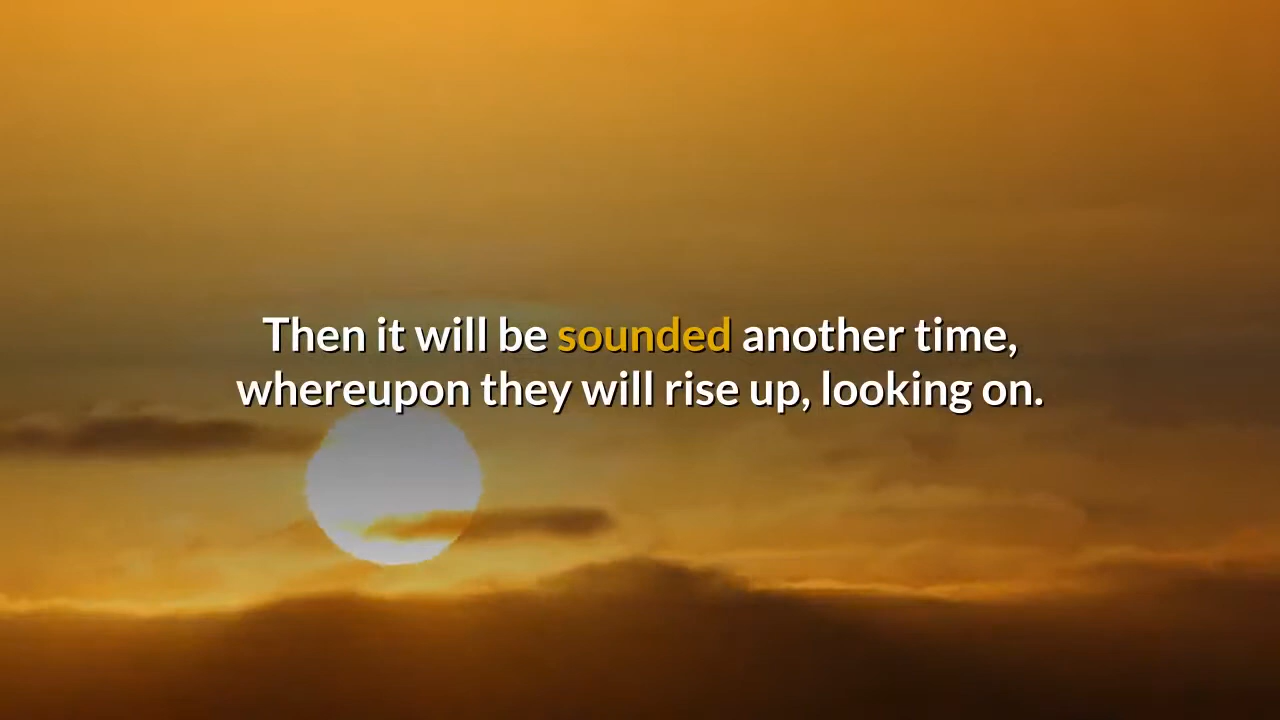 Then it will be sounded another time,
whereupon they will rise up, looking on.